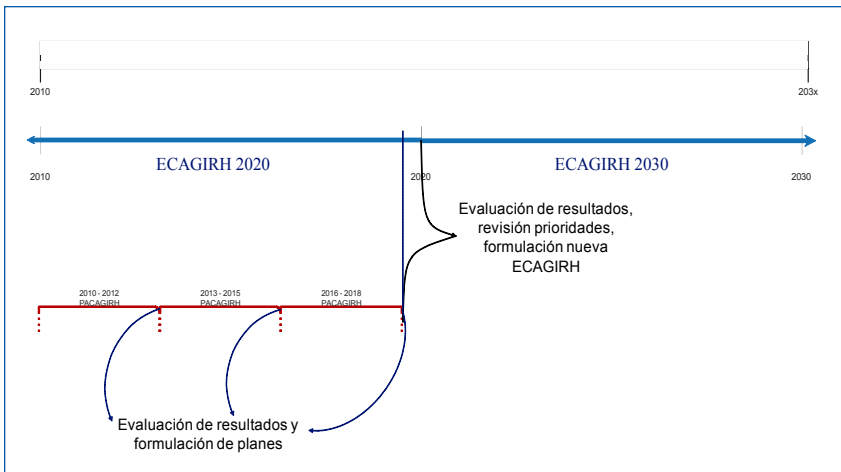 2010
203x
ECAGIRH 2020
ECAGIRH 2030
2010
2020
2030
Evaluación de resultados,
revisión prioridades,
formulación nueva
ECAGIRH
2010 - 2012
PACAGIRH
2013 - 2015
PACAGIRH
2016 - 2018
PACAGIRH
Evaluación de resultados y
formulación de planes